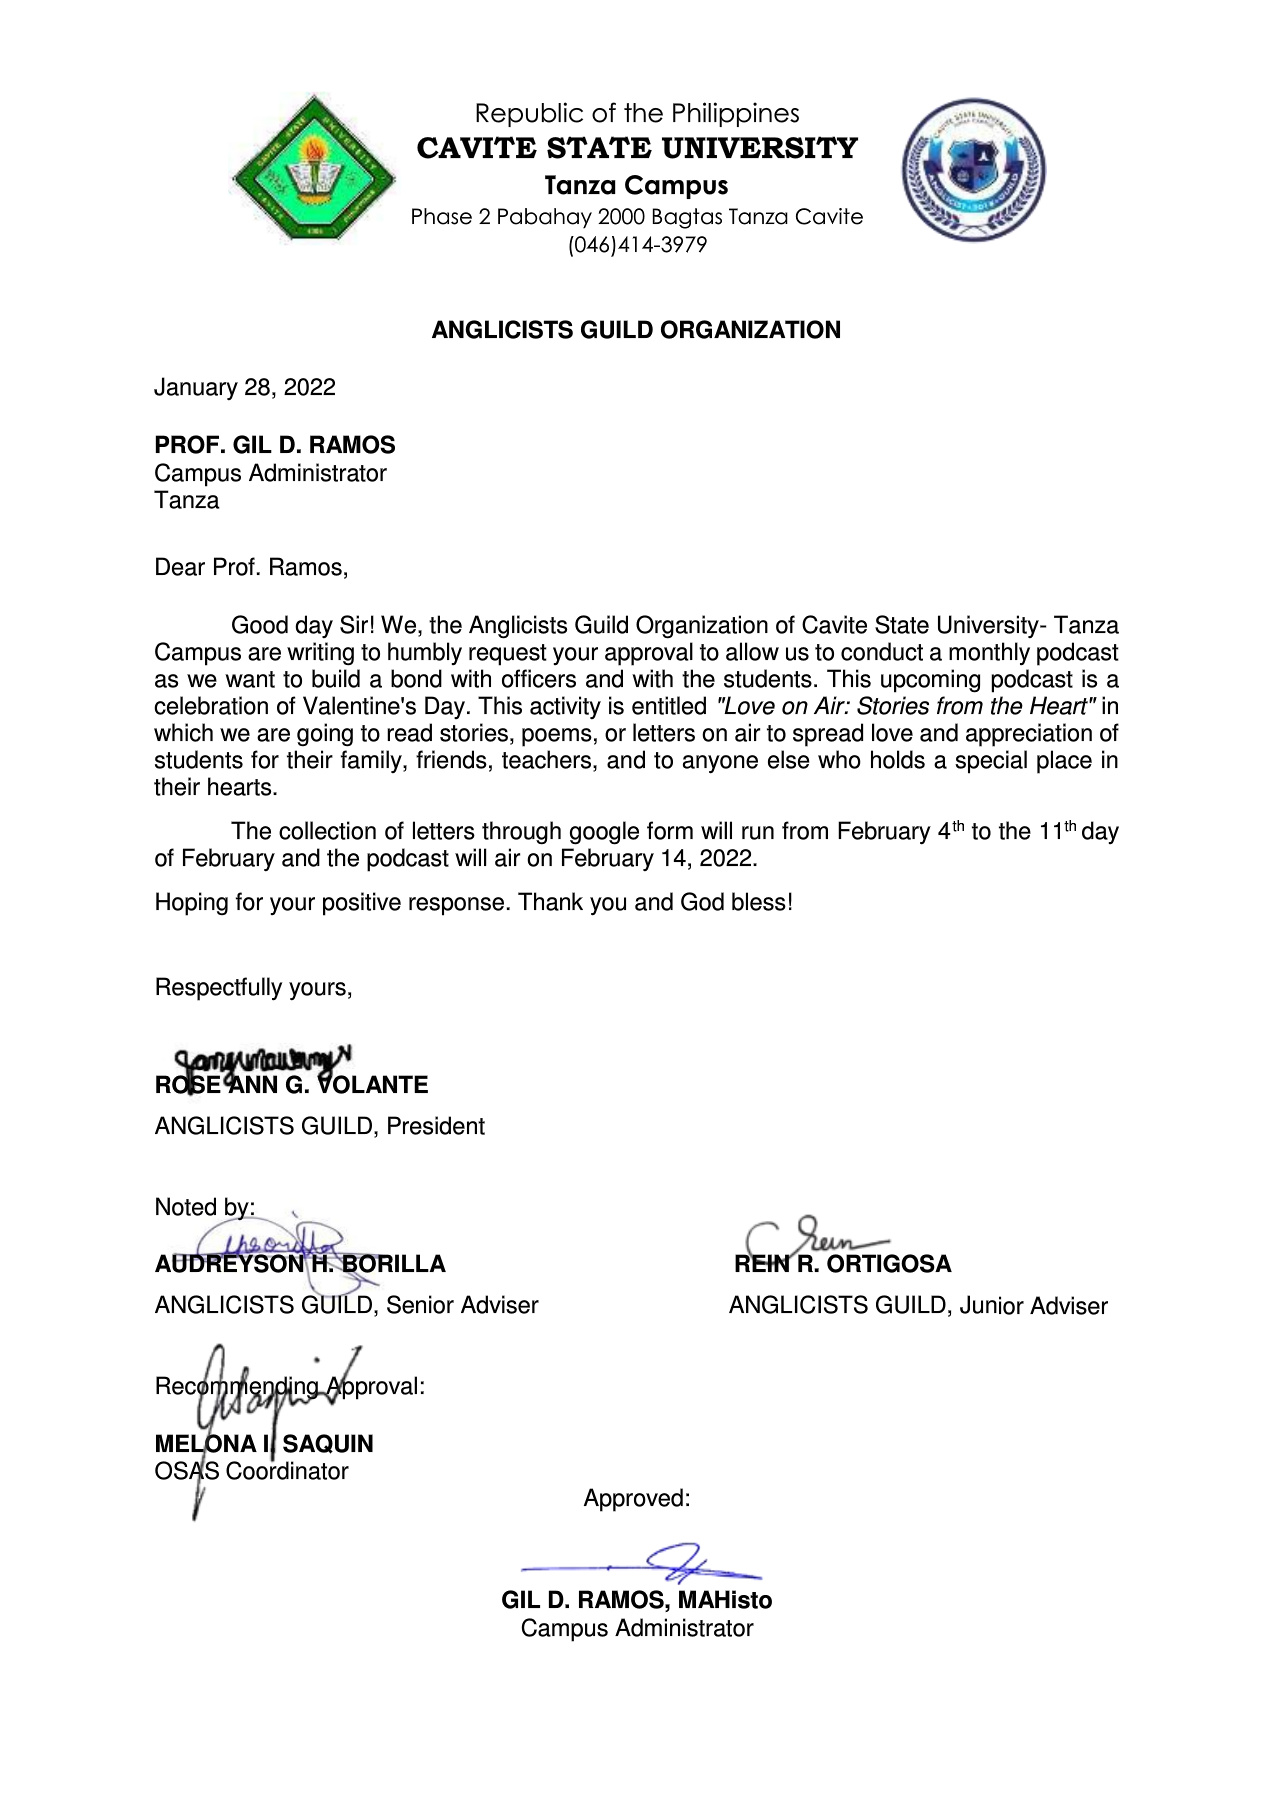 Republic of the Philippines
CAVITE STATE UNIVERSITY
Tanza Campus
Phase 2 Pabahay 2000 Bagtas Tanza Cavite
(046)414-3979
ANGLICISTS GUILD ORGANIZATION
January 28, 2022
PROF. GIL D. RAMOS
Campus Administrator
Tanza
Dear Prof. Ramos,
Good day Sir! We, the Anglicists Guild Organization of Cavite State University- Tanza
Campus are writing to humbly request your approval to allow us to conduct a monthly podcast
as we want to build a bond with officers and with the students. This upcoming podcast is a
celebration of Valentine's Day. This activity is entitled "Love on Air: Stories from the Heart" in
which we are going to read stories, poems, or letters on air to spread love and appreciation of
students for their family, friends, teachers, and to anyone else who holds a special place in
their hearts.
The collection of letters through google form will run from February 4th to the 11th day
of February and the podcast will air on February 14, 2022.
Hoping for your positive response. Thank you and God bless!
Respectfully yours,
ROSE ANN G. VOLANTE
ANGLICISTS GUILD, President
Noted by:
AUDREYSON H. BORILLA REIN R. ORTIGOSA
ANGLICISTS GUILD, Senior Adviser ANGLICISTS GUILD, Junior Adviser
Recommending Approval:
MELONA I. SAQUIN
OSAS Coordinator
Approved:
GIL D. RAMOS, MAHisto
Campus Administrator